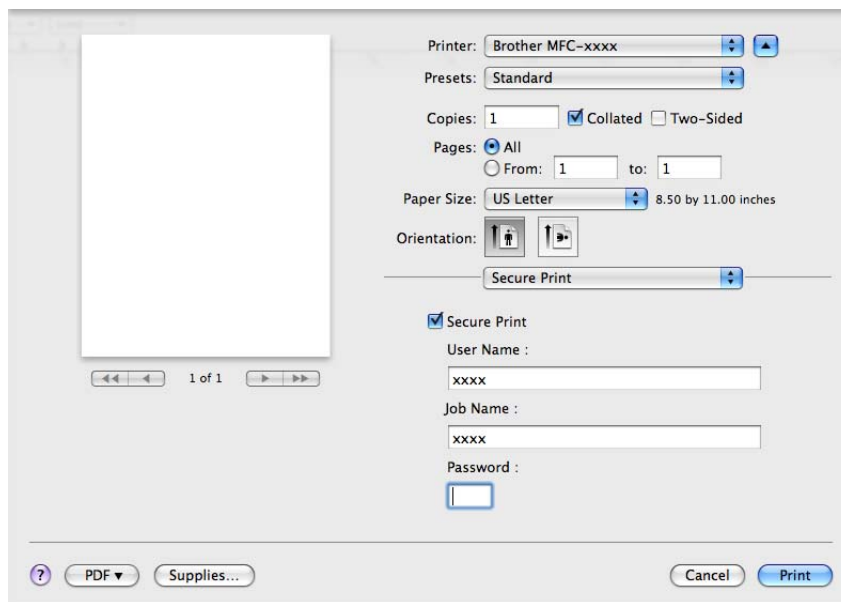 Printer: Brother MFC-xxxx
Presets: Standard
Copies: 1 Collated Two-Sided
Pages: All
From: 1 to: 1
Paper Size: US Letter 8.50 by 11.00 inches
Orientation:
Secure Print
Secure Print
User Name :
xxxx
Job Name :
xxxx
Password :
1 of 1
? PDF▼ Supplies... Cancel Print